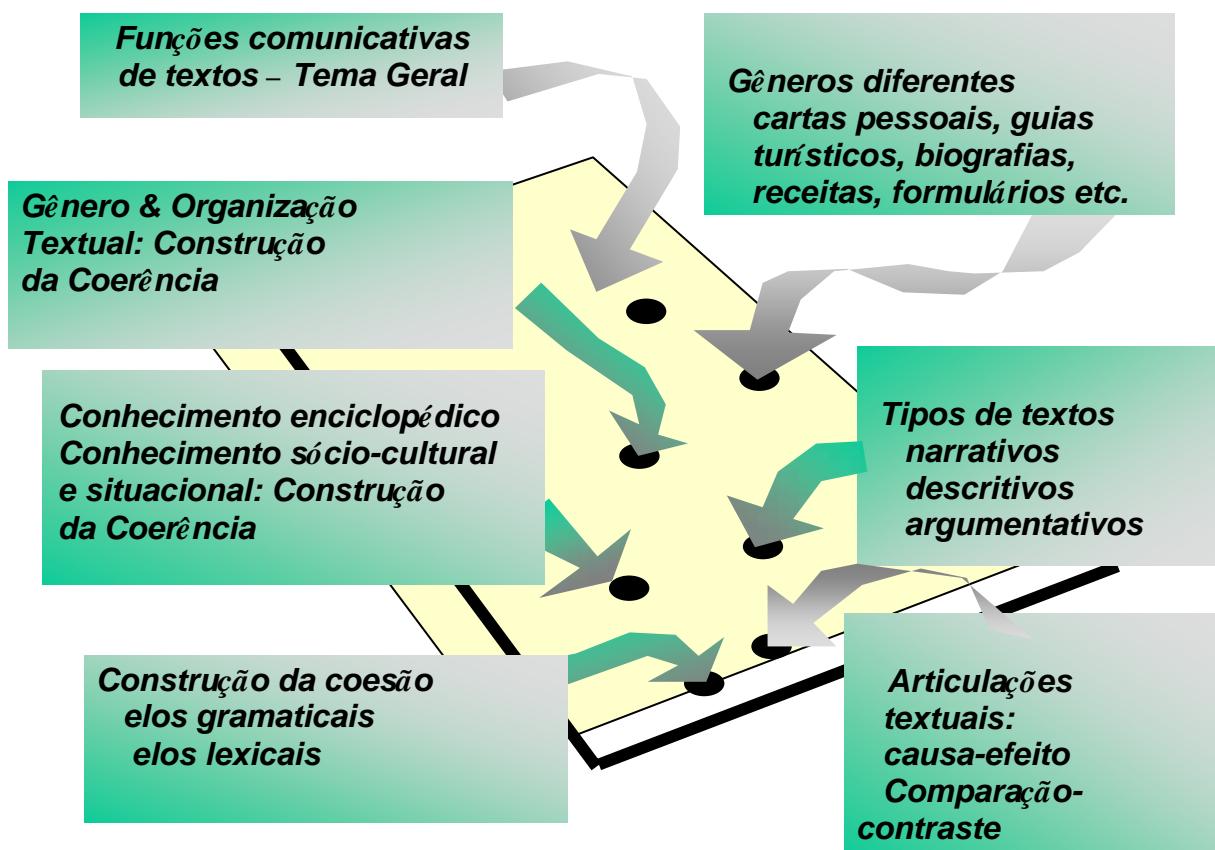 Funções comunicativas
de textos – Tema Geral
Gêneros diferentes
cartas pessoais, guias
turísticos, biografias,
receitas, formulários etc.
Gênero & Organização
Textual: Construção
da Coerência
Conhecimento enciclopédico
Conhecimento sócio-cultural
e situacional: Construção
da Coerência
Tipos de textos
narrativos
descritivos
argumentativos
Construção da coesão
elos gramaticais
elos lexicais
Articulações
textuais:
causa-efeito
Comparação-
contraste